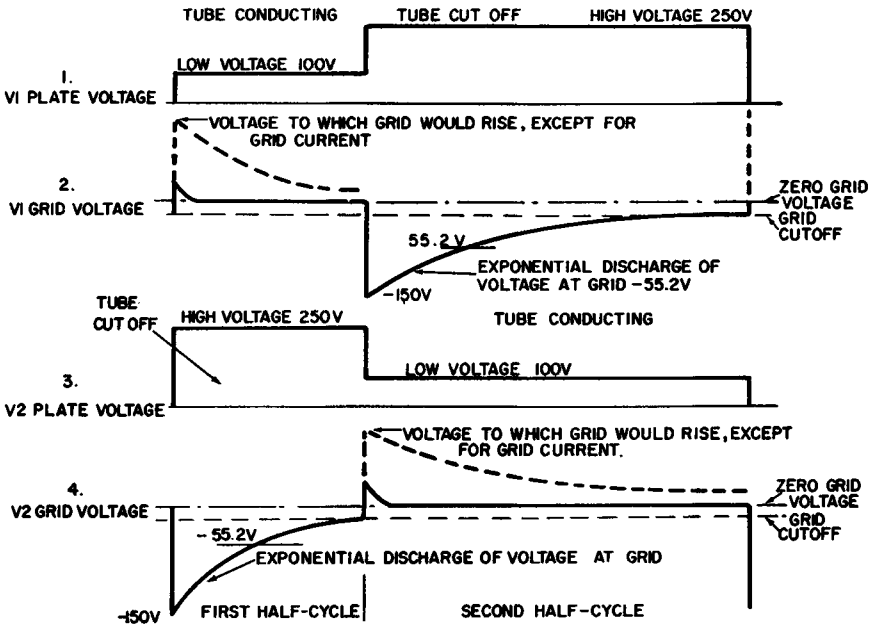 TUBE CONDUCTING
TUBE CUT OFF
HIGH VOLTAGE 250V
LOW VOLTAGE 100V
1.
V1 PLATE VOLTAGE
VOLTAGE TO WHICH GRID WOULD RISE, EXCEPT FOR
GRID CURRENT
2.
V1 GRID VOLTAGE
ZERO GRID
VOLTAGE
GRID
CUTOFF
55.2 V
EXPONENTIAL DISCHARGE OF
VOLTAGE AT GRID -55.2V
-150V
TUBE
CUT OFF
HIGH VOLTAGE 250V
TUBE CONDUCTING
LOW VOLTAGE 100V
3.
V2 PLATE VOLTAGE
VOLTAGE TO WHICH GRID WOULD RISE, EXCEPT
FOR GRID CURRENT.
4.
V2 GRID VOLTAGE
ZERO GRID
VOLTAGE
GRID
CUTOFF
-55.2V
EXPONENTIAL DISCHARGE OF VOLTAGE AT GRID
-150V
FIRST HALF-CYCLE
SECOND HALF-CYCLE